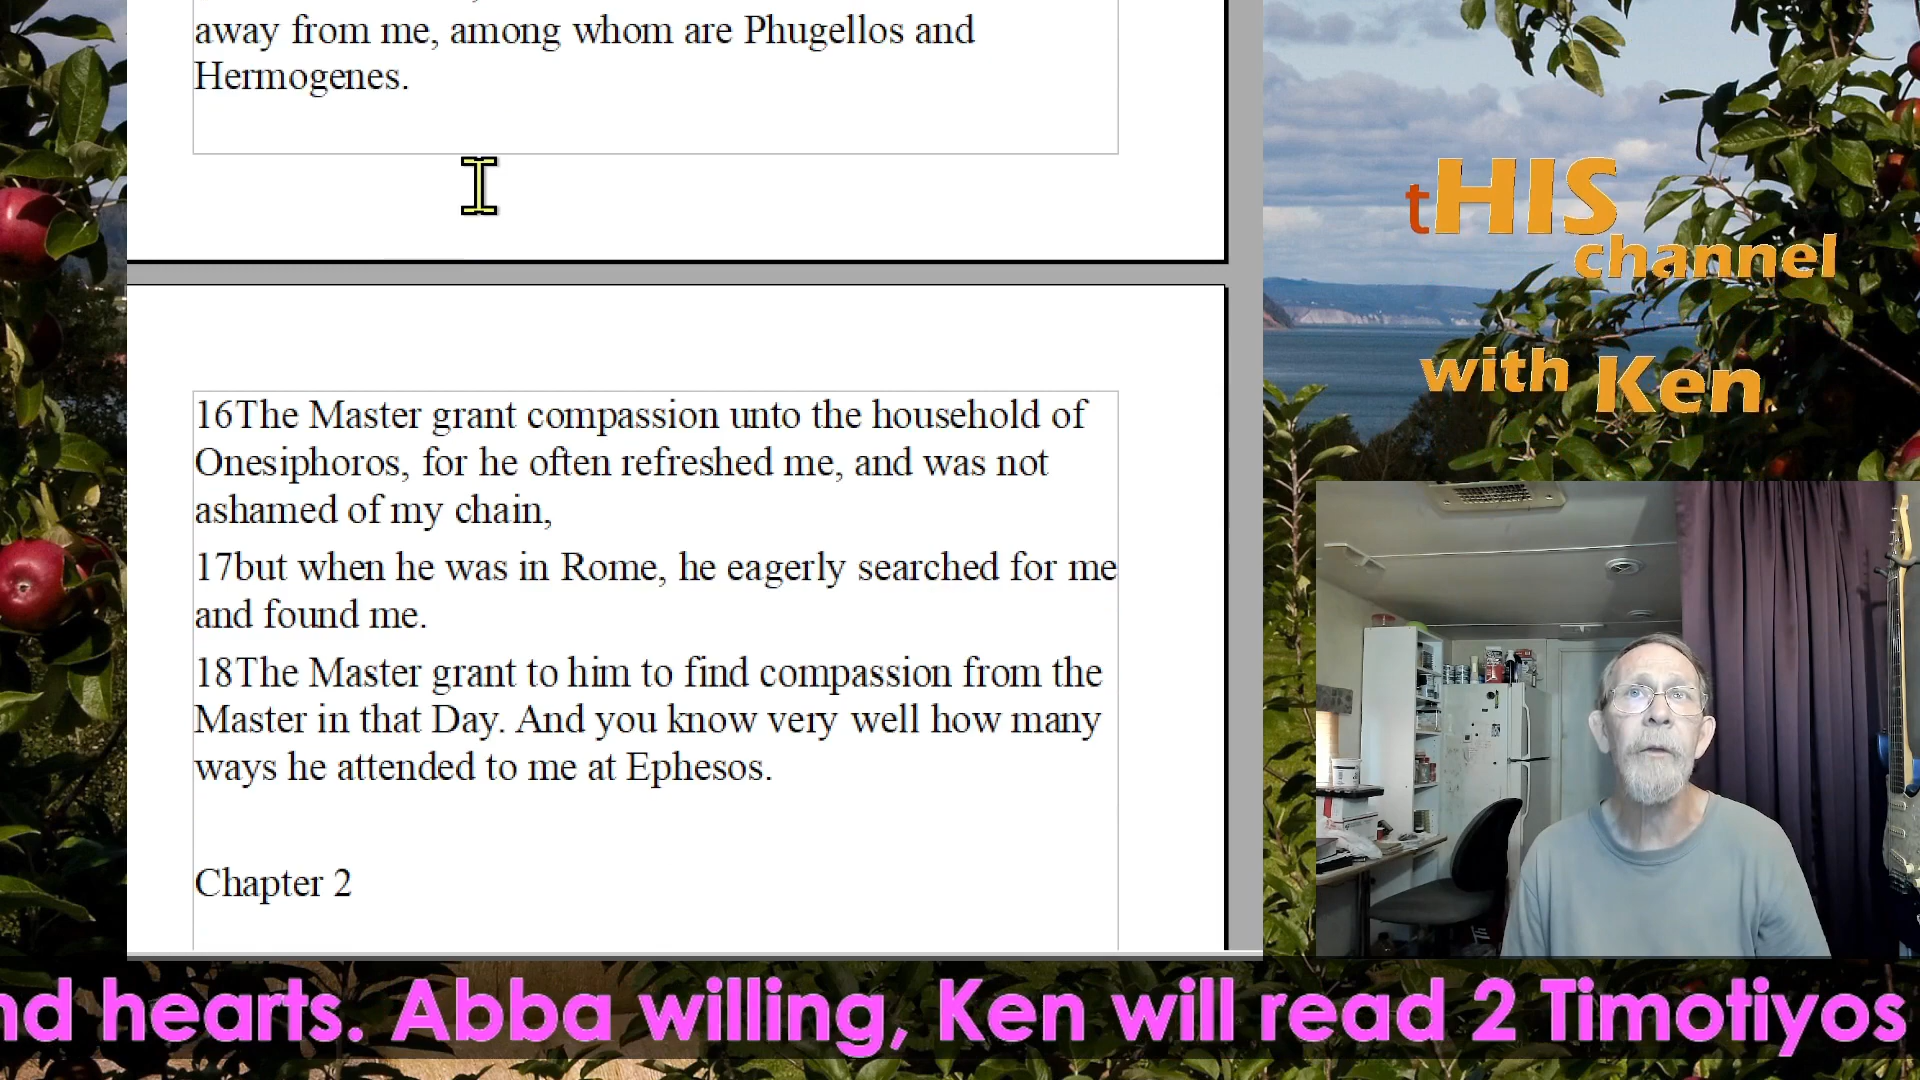 away from me, among whom are Phugellos and
Hermogenes.
16The Master grant compassion unto the household of
Onesiphoros, for he often refreshed me, and was not
ashamed of my chain,
17but when he was in Rome, he eagerly searched for me
and found me.
18The Master grant to him to find compassion from the
Master in that Day. And you know very well how many
ways he attended to me at Ephesos.
Chapter 2
tHIS
channel
with Ken
nd hearts. Abba willing, Ken will read 2 Timotiyos